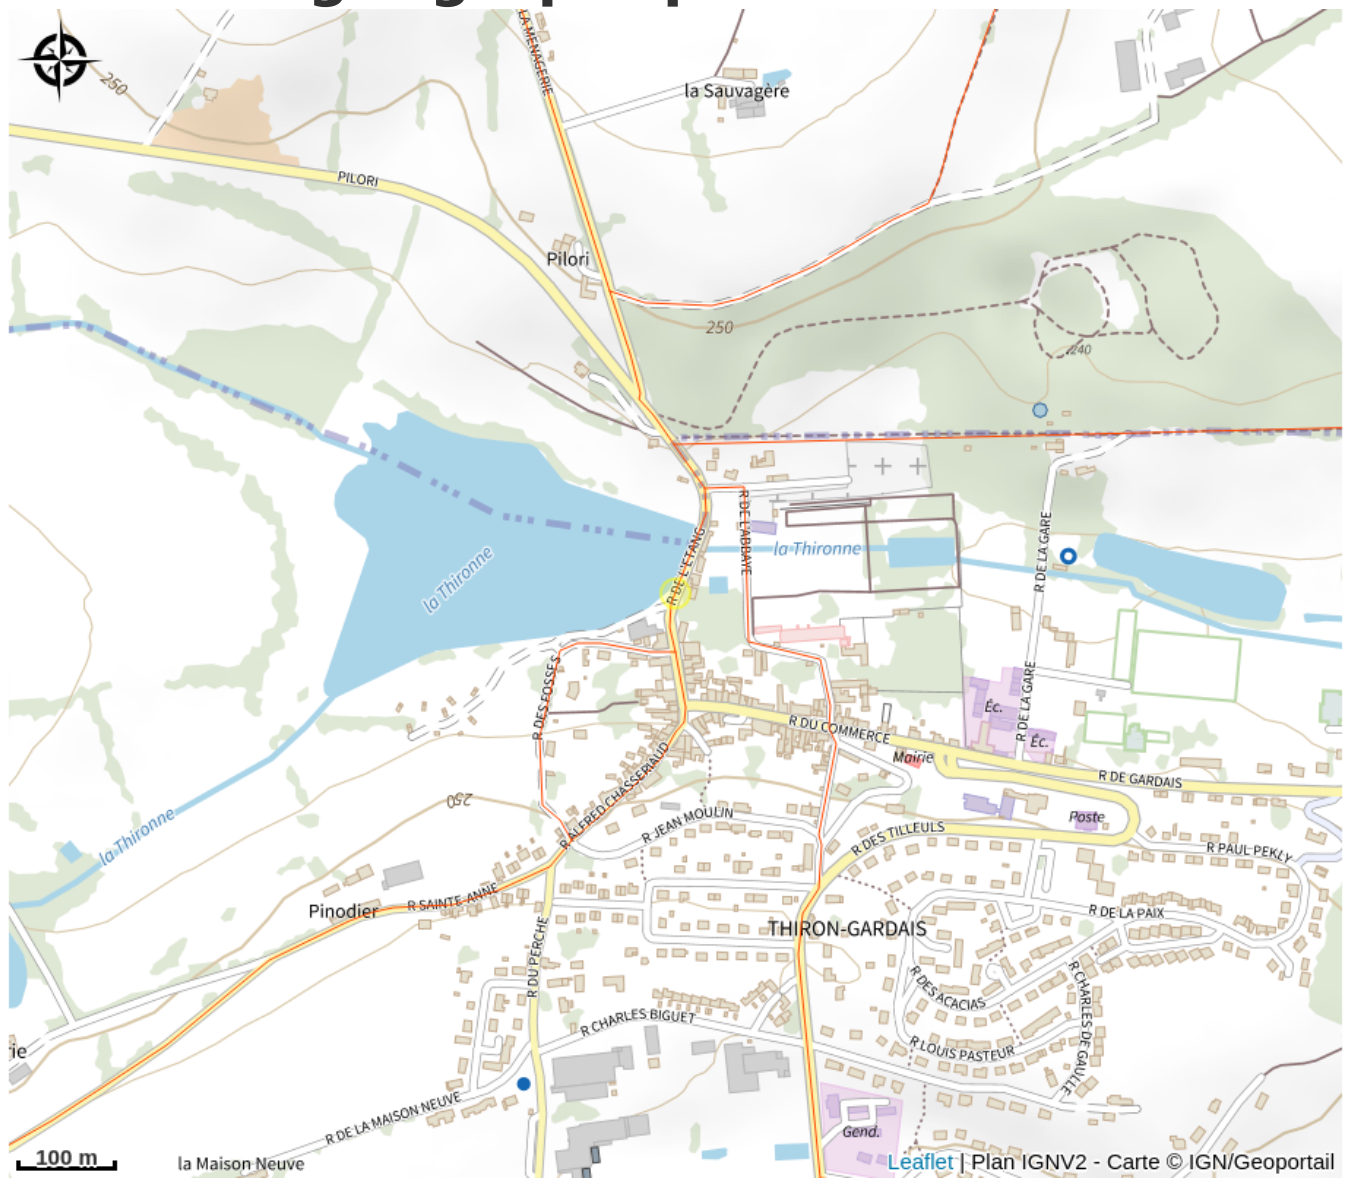 250
LA MENAGERIE
la Sauvagère
PILORI
Pilori
250
240
R DE L'ETANG
R DE L'ABBAYE
la Thironne
la Thironne
R DE LA GARE
R DES FOSSES
R DE LA GARE
Éc.
Éc.
R DU COMMERCE
Mairie
R DE GARDAIS
R ALFRED CHASSERIAUD
250
la Thironne
R JEAN MOULIN
R DES TILLEULS
Poste
R PAUL PEKLY
R SAINTE ANNE
Pinodier
R DE LA PAIX
THIRON-GARDAIS
R DU PERCHE
R DES ACACIAS
R CHARLES DE GAULLE
R CHARLES BIGUET
R LOUIS PASTEUR
rie
R DE LA MAISON NEUVE
Gend.
100 m
la Maison Neuve
Leaflet | Plan IGNV2 - Carte © IGN/Geoportail